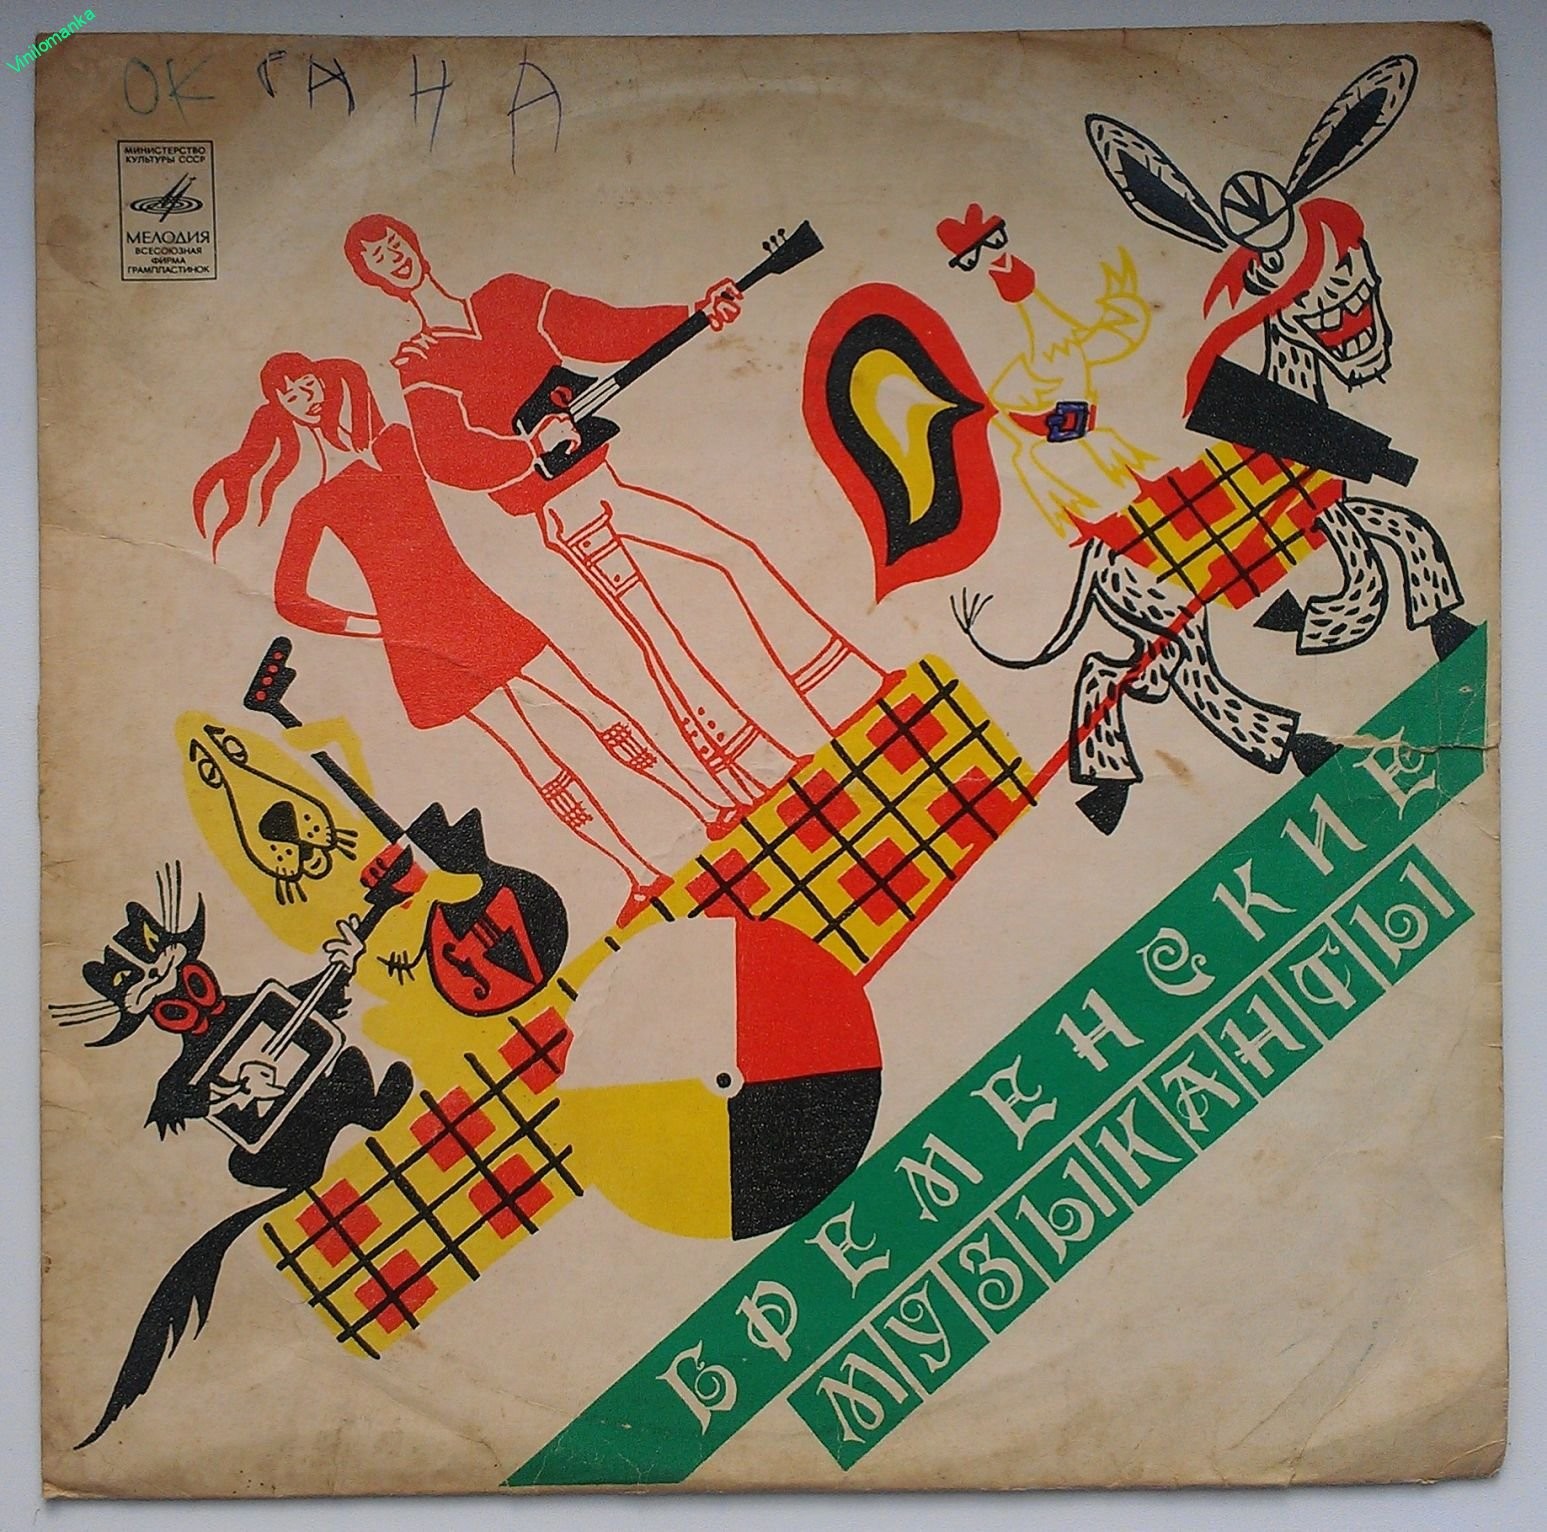 Vinilomanka
ОКСАНА
МИНИСТЕРСТВО
КУЛЬТУРЫ СССР
МЕЛОДИЯ
ВСЕСОЮЗНАЯ
ФИРМА
ГРАМПЛАСТИНОК
БРЕМЕНСКИЕ
МУЗЫКАНТЫ